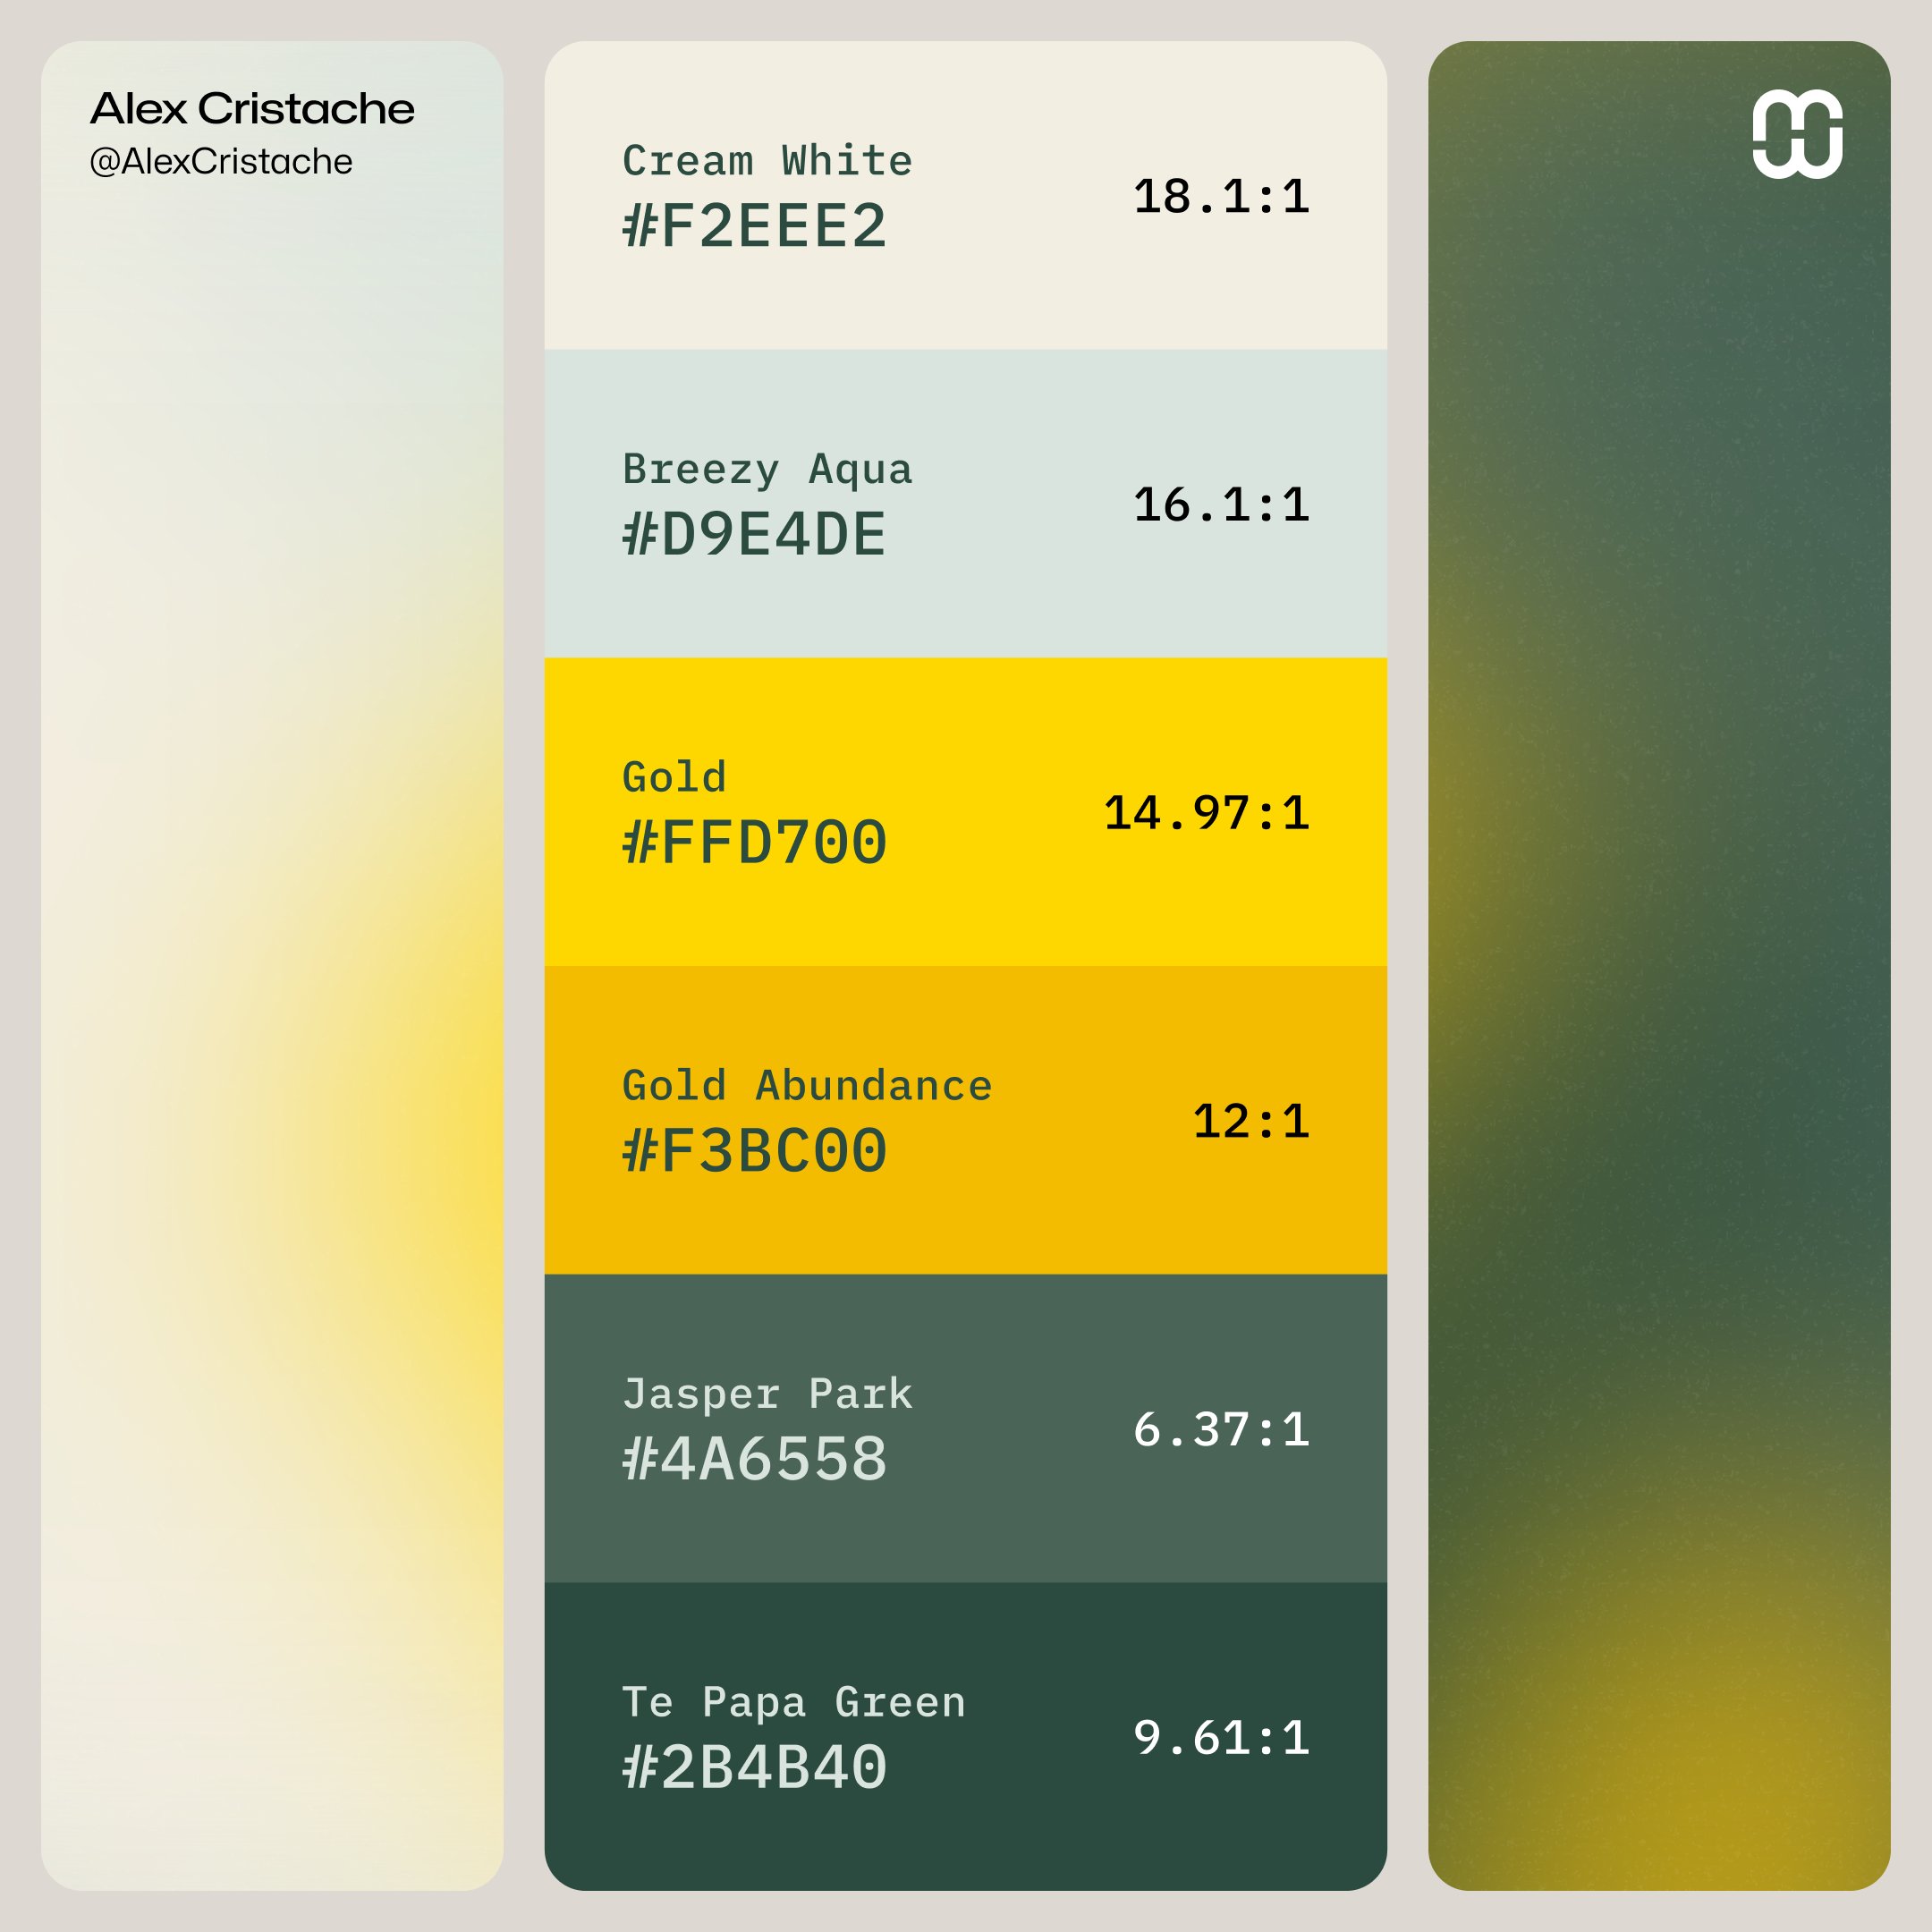 Alex Cristache
@AlexCristache
Cream White
#F2EEE2
18.1:1
Breezy Aqua
#D9E4DE
16.1:1
Gold
#FFD700
14.97:1
Gold Abundance
#F3BC00
12:1
Jasper Park
#4A6558
6.37:1
Te Papa Green
#2B4B40
9.61:1